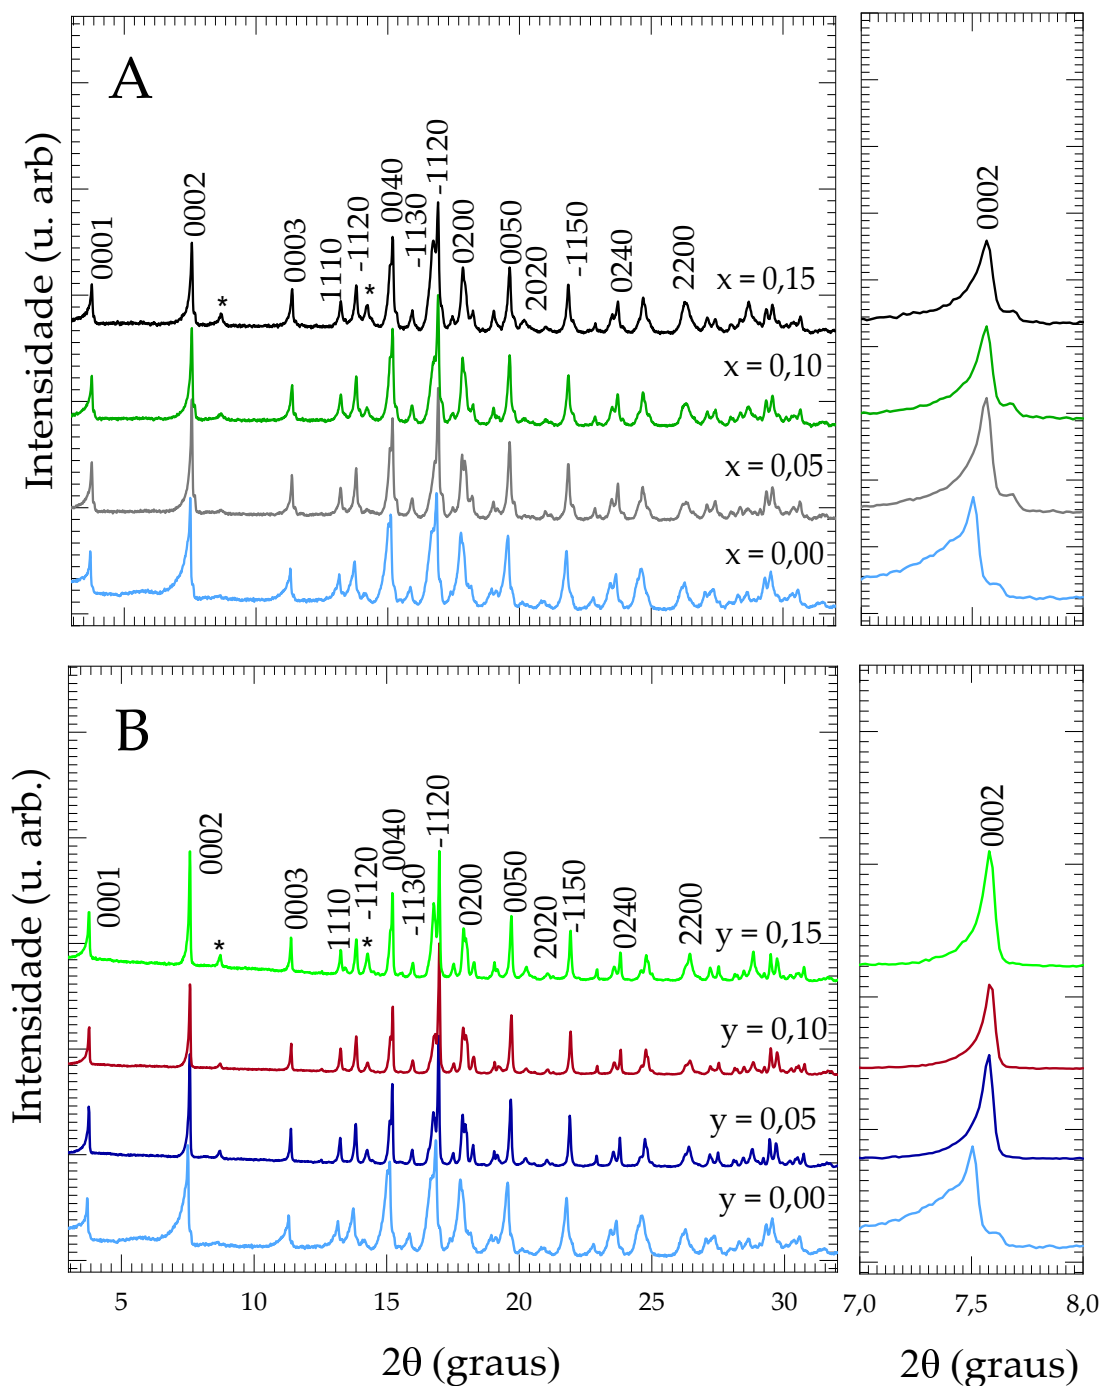 A
Intensidade (u. arb)
0001
0002
*
0003
1110
-1120
*
0040
-1130
-1120
0200
0050
2020
-1150
0240
2200
x = 0,15
x = 0,10
x = 0,05
x = 0,00
0002
B
Intensidade (u. arb.)
0001
0002
*
0003
1110
-1120
*
0040
-1130
-1120
0200
0050
2020
-1150
0240
2200
y = 0,15
y = 0,10
y = 0,05
y = 0,00
0002
5 10 15 20 25 30
7,0 7,5 8,0
2θ (graus)
2θ (graus)